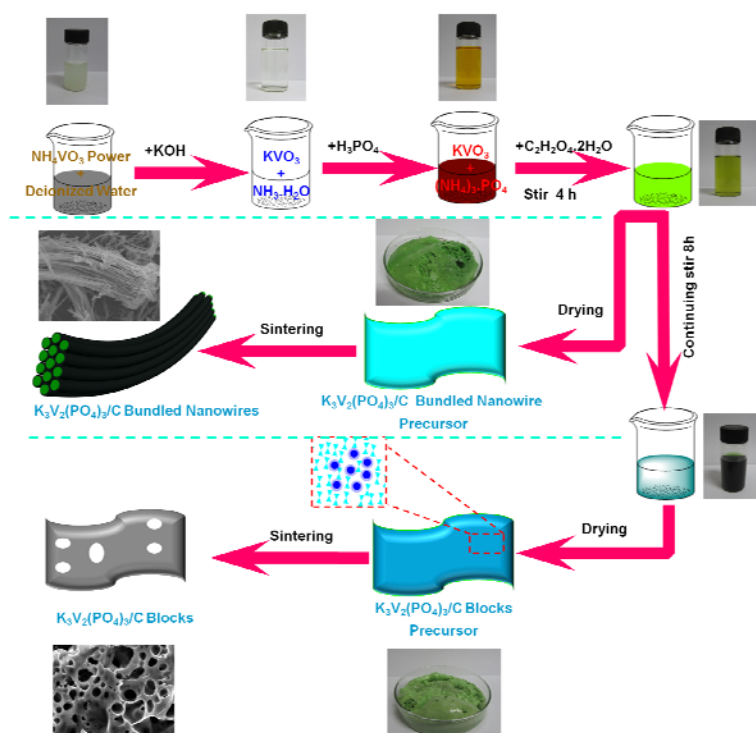 NH₄VO₃ Power
+
Deionized Water
+KOH
KVO₃
+
NH₃.H₂O
+H₃PO₄
KVO₃
+
(NH₄)₃.PO₄
+C₂H₂O₄.2H₂O
Stir 4 h
Continuing stir 8h
Drying
Sintering
K₃V₂(PO₄)₃/C Bundled Nanowires
K₃V₂(PO₄)₃/C Bundled Nanowire
Precursor
Drying
Sintering
K₃V₂(PO₄)₃/C Blocks
K₃V₂(PO₄)₃/C Blocks
Precursor